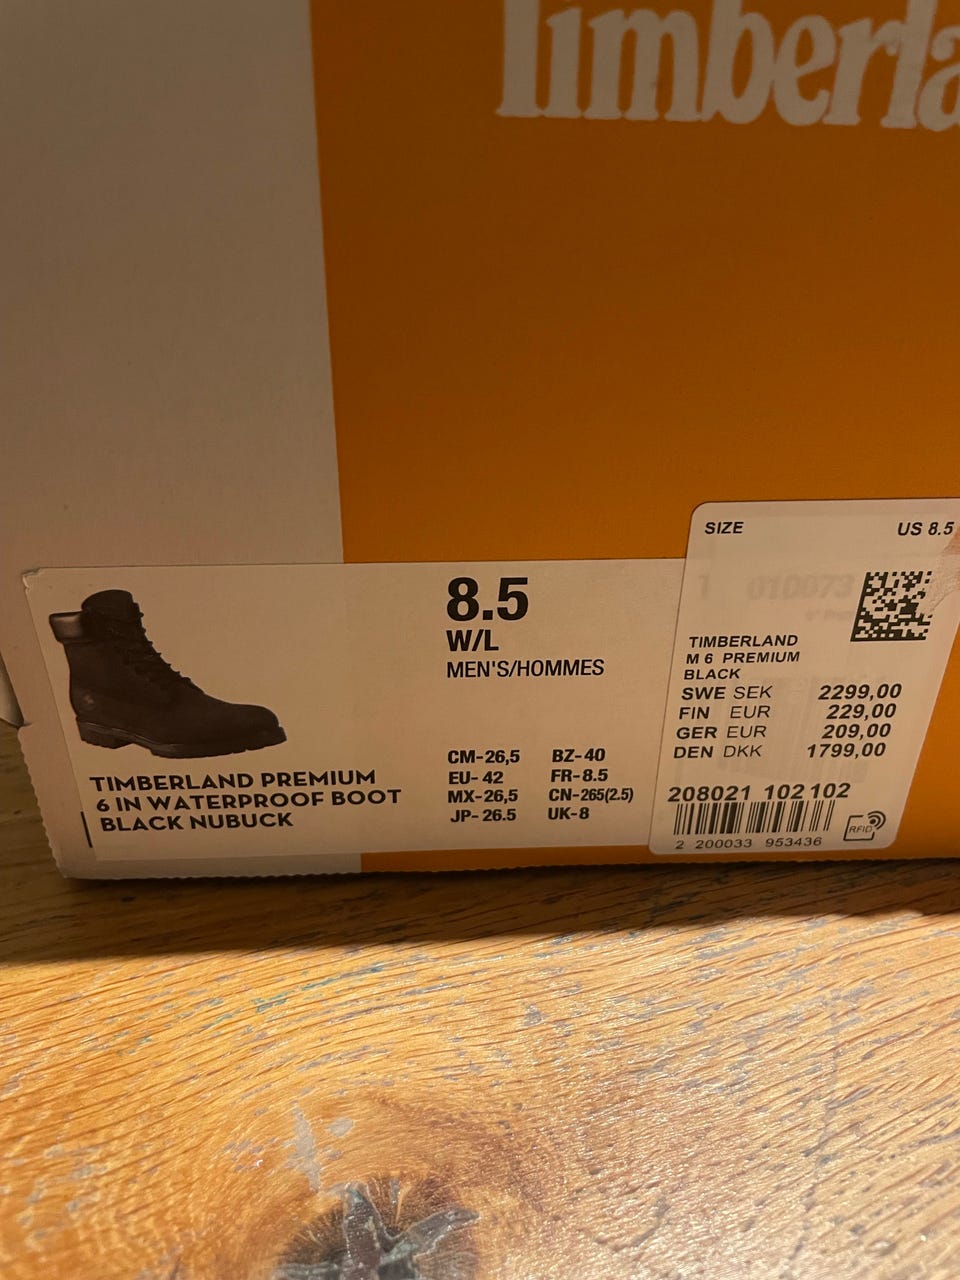 Timberla
8.5
W/L
MEN'S/HOMMES
CM-26,5 BZ-40
EU-42 FR-8.5
MX-26,5 CN-265(2.5)
JP-26.5 UK-8
TIMBERLAND PREMIUM
6 IN WATERPROOF BOOT
BLACK NUBUCK
SIZE US 8.5
010073
TIMBERLAND
M 6 PREMIUM
BLACK
SWE SEK 2299,00
FIN EUR 229,00
GER EUR 209,00
DEN DKK 1799,00
208021 102 102
2 200033 953436
RFID